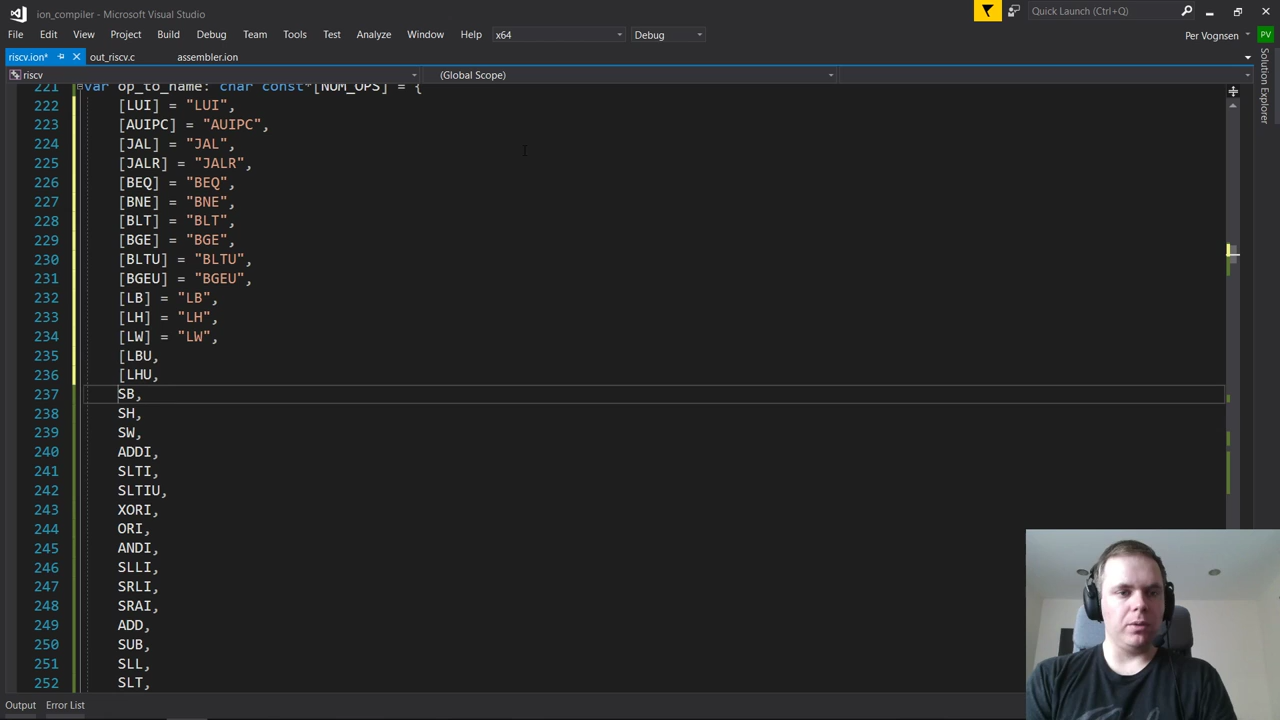 ion_compiler - Microsoft Visual Studio
Quick Launch (Ctrl+Q)
File Edit View Project Build Debug Team Tools Test Analyze Window Help x64 Debug Per Vognsen PV
riscv.ion* out_riscv.c assembler.ion
riscv (Global Scope)
Solution Explorer
221 var op_to_name: char const*[NUM_OPS] = {
222 [LUI] = "LUI",
223 [AUIPC] = "AUIPC",
224 [JAL] = "JAL",
225 [JALR] = "JALR",
226 [BEQ] = "BEQ",
227 [BNE] = "BNE",
228 [BLT] = "BLT",
229 [BGE] = "BGE",
230 [BLTU] = "BLTU",
231 [BGEU] = "BGEU",
232 [LB] = "LB",
233 [LH] = "LH",
234 [LW] = "LW",
235 [LBU,
236 [LHU,
237 SB,
238 SH,
239 SW,
240 ADDI,
241 SLTI,
242 SLTIU,
243 XORI,
244 ORI,
245 ANDI,
246 SLLI,
247 SRLI,
248 SRAI,
249 ADD,
250 SUB,
251 SLL,
252 SLT,
Output Error List